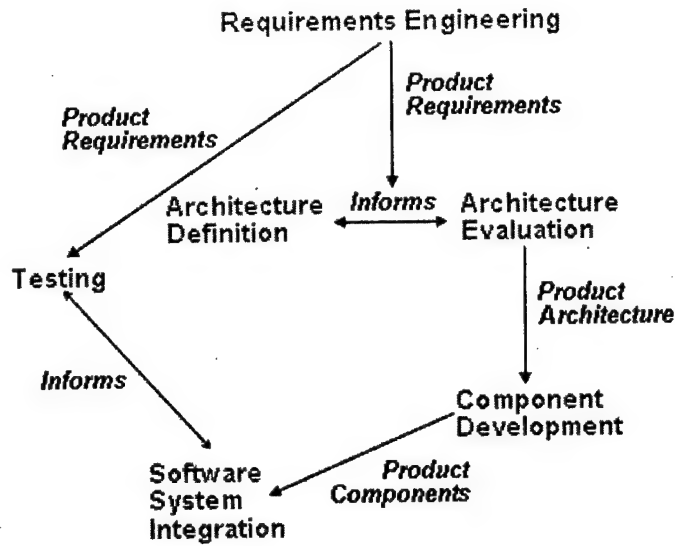 Requirements Engineering
Product
Requirements
Product
Requirements
Informs
Architecture
Definition
Architecture
Evaluation
Testing
Product
Architecture
Informs
Component
Development
Product
Components
Software
System
Integration